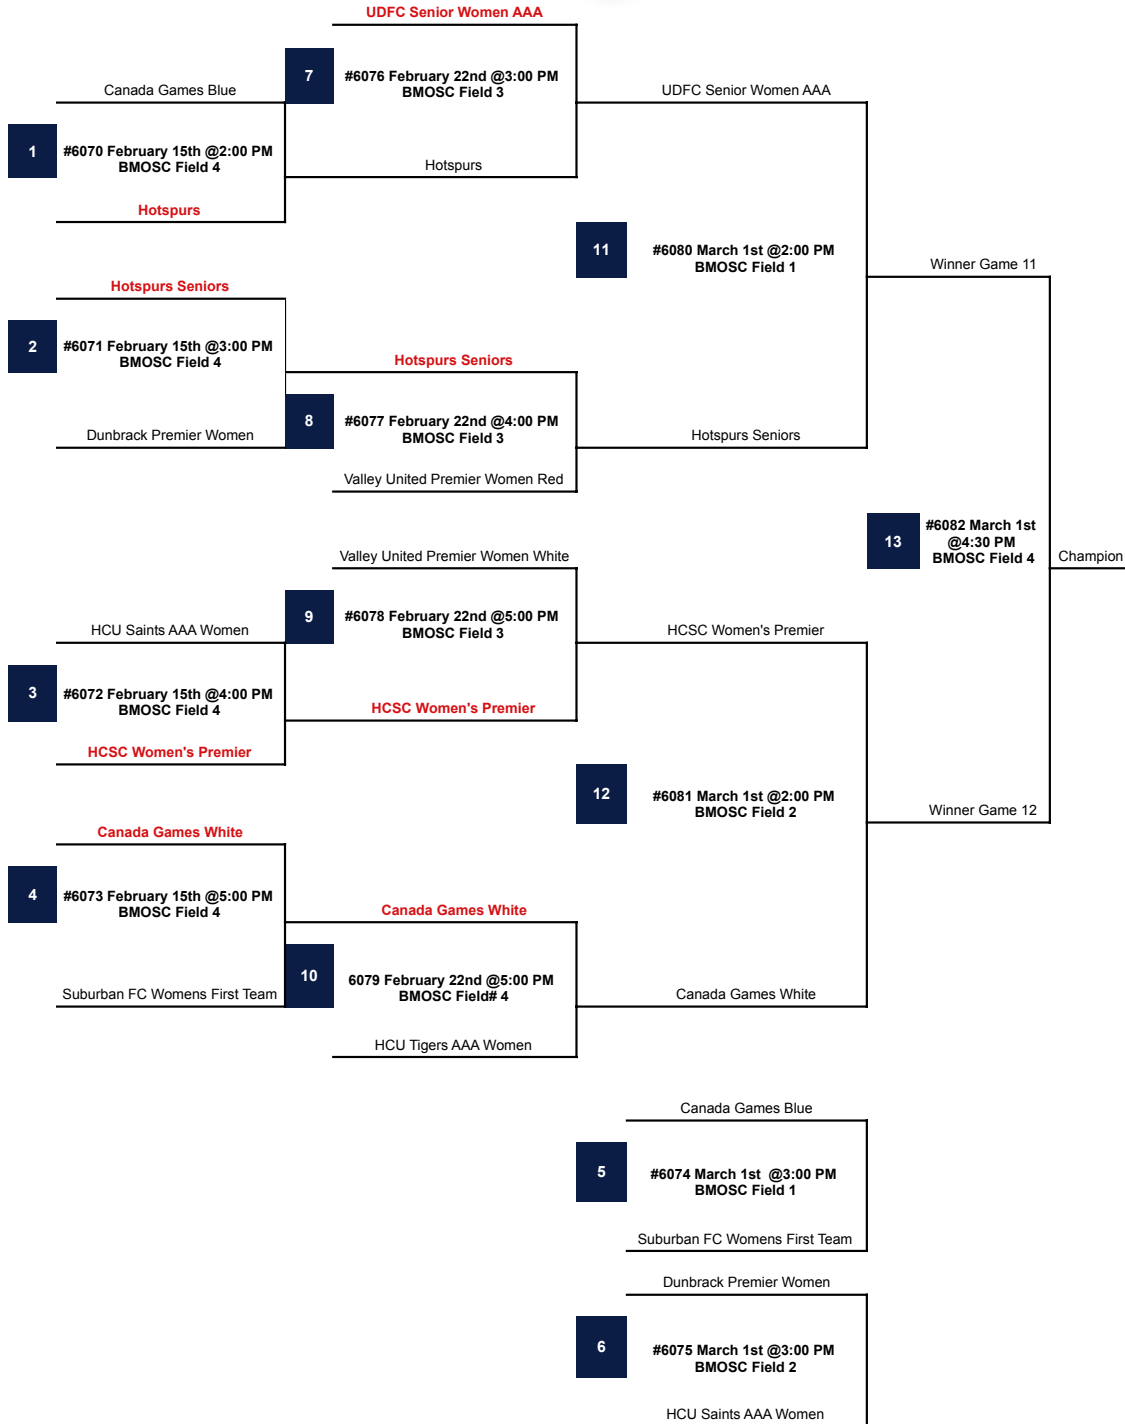 UDFC Senior Women AAA
7
#6076 February 22nd @3:00 PM
BMOSC Field 3
Canada Games Blue
UDFC Senior Women AAA
1
#6070 February 15th @2:00 PM
BMOSC Field 4
Hotspurs
Hotspurs
11
#6080 March 1st @2:00 PM
BMOSC Field 1
Winner Game 11
Hotspurs Seniors
2
#6071 February 15th @3:00 PM
BMOSC Field 4
Hotspurs Seniors
8
#6077 February 22nd @4:00 PM
BMOSC Field 3
Dunbrack Premier Women
Hotspurs Seniors
Valley United Premier Women Red
13
#6082 March 1st
@4:30 PM
BMOSC Field 4
Champion
Valley United Premier Women White
9
#6078 February 22nd @5:00 PM
BMOSC Field 3
HCU Saints AAA Women
HCSC Women's Premier
3
#6072 February 15th @4:00 PM
BMOSC Field 4
HCSC Women's Premier
HCSC Women's Premier
12
#6081 March 1st @2:00 PM
BMOSC Field 2
Winner Game 12
Canada Games White
4
#6073 February 15th @5:00 PM
BMOSC Field 4
Canada Games White
10
6079 February 22nd @5:00 PM
BMOSC Field# 4
Suburban FC Womens First Team
Canada Games White
HCU Tigers AAA Women
Canada Games Blue
5
#6074 March 1st  @3:00 PM
BMOSC Field 1
Suburban FC Womens First Team
Dunbrack Premier Women
6
#6075 March 1st @3:00 PM
BMOSC Field 2
HCU Saints AAA Women